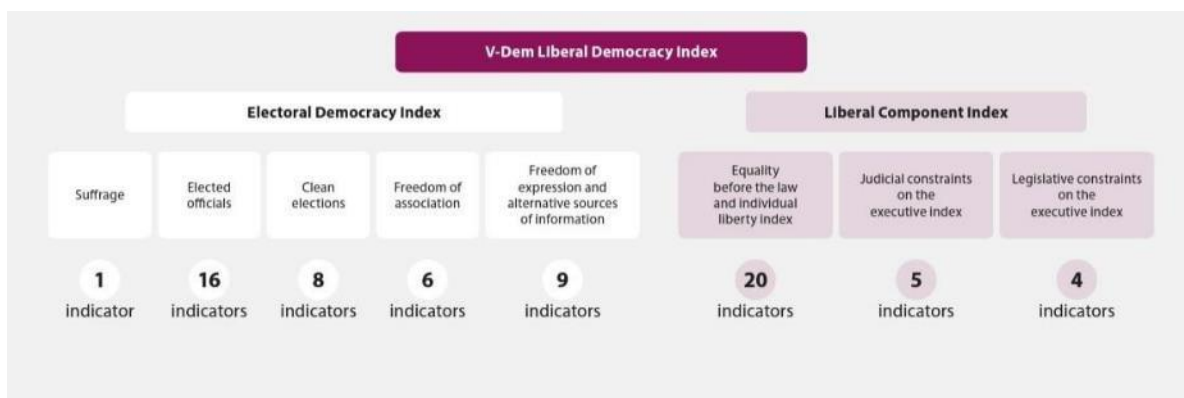 V-Dem Liberal Democracy Index
Electoral Democracy Index
Liberal Component Index
Suffrage
Elected
officials
Clean
elections
Freedom of
association
Freedom of
expression and
alternative sources
of information
Equality
before the law
and individual
liberty index
Judicial constraints
on the
executive index
Legislative constraints
on the
executive index
1
indicator
16
indicators
8
indicators
6
indicators
9
indicators
20
indicators
5
indicators
4
indicators